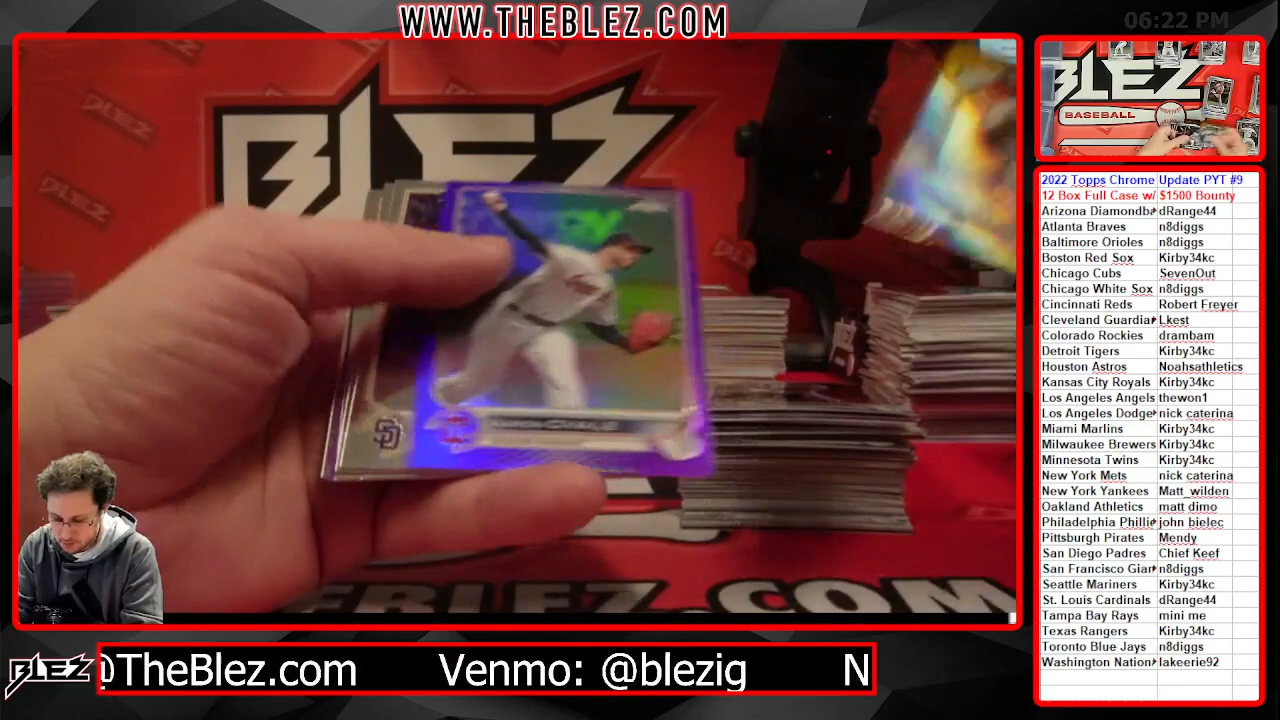 WWW.THEBLEZ.COM
06:22 PM
BLEZ
BLEZ
BASEBALL
SD
BLEZ.COM
2022 Topps Chrome Update PYT #9
12 Box Full Case w/ $1500 Bounty
Arizona Diamondba dRange44
Atlanta Braves n8diggs
Baltimore Orioles n8diggs
Boston Red Sox Kirby34kc
Chicago Cubs SevenOut
Chicago White Sox n8diggs
Cincinnati Reds Robert Freyer
Cleveland Guardia Lkest
Colorado Rockies drambam
Detroit Tigers Kirby34kc
Houston Astros Noahsathletics
Kansas City Royals Kirby34kc
Los Angeles Angels thewon1
Los Angeles Dodge nick caterina
Miami Marlins Kirby34kc
Milwaukee Brewers Kirby34kc
Minnesota Twins Kirby34kc
New York Mets nick caterina
New York Yankees Matt_wilden
Oakland Athletics matt dimo
Philadelphia Phillie john bielec
Pittsburgh Pirates Mendy
San Diego Padres Chief Keef
San Francisco Gian n8diggs
Seattle Mariners Kirby34kc
St. Louis Cardinals dRange44
Tampa Bay Rays mini me
Texas Rangers Kirby34kc
Toronto Blue Jays n8diggs
Washington Nation lakeerie92
BLEZ
@TheBlez.com Venmo: @blezig N